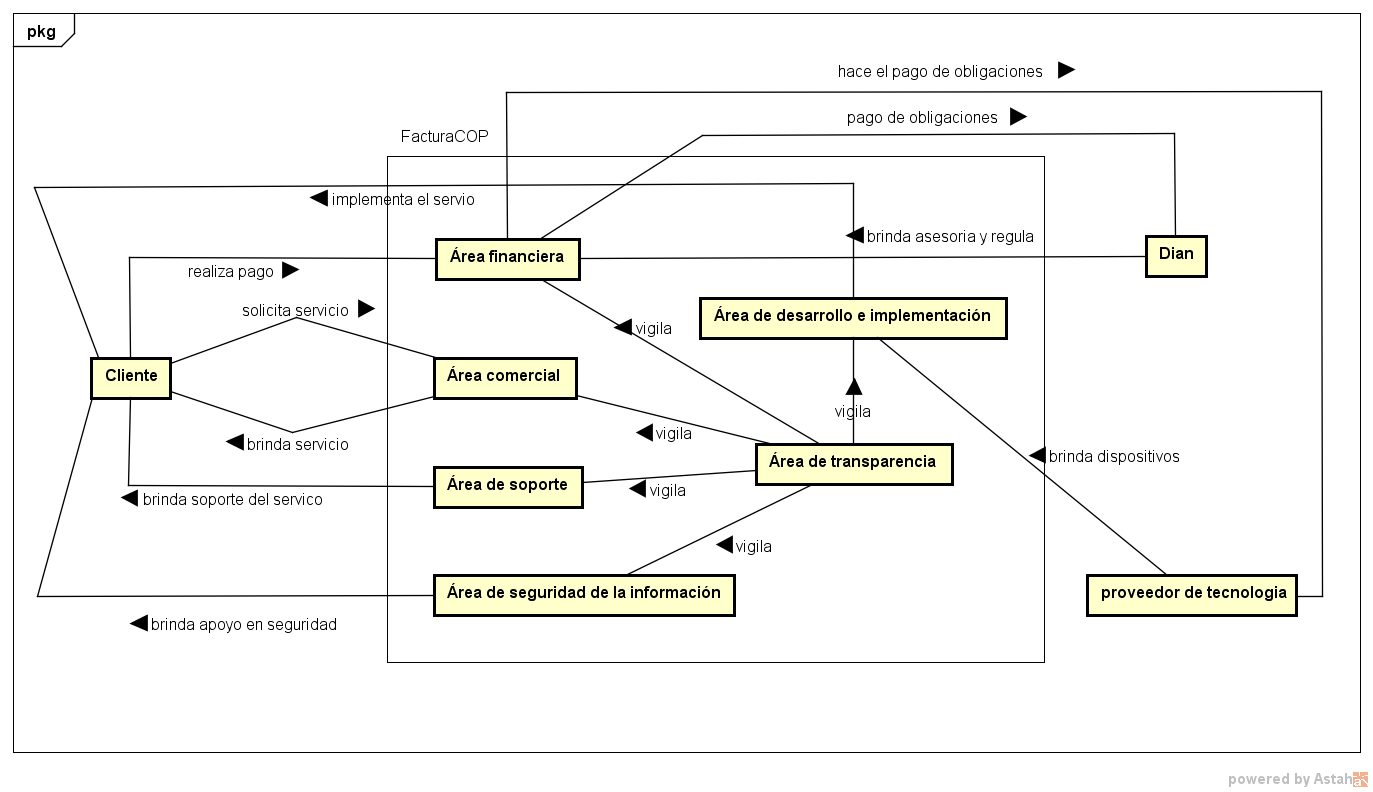 pkg
hace el pago de obligaciones
pago de obligaciones
FacturaCOP
implementa el servio
brinda asesoria y regula
Área financiera
Dian
realiza pago
solicita servicio
Área de desarrollo e implementación
vigila
Cliente
Área comercial
vigila
vigila
brinda servicio
brinda dispositivos
Área de transparencia
Área de soporte
vigila
brinda soporte del servico
vigila
Área de seguridad de la información
proveedor de tecnologia
brinda apoyo en seguridad
powered by Astah